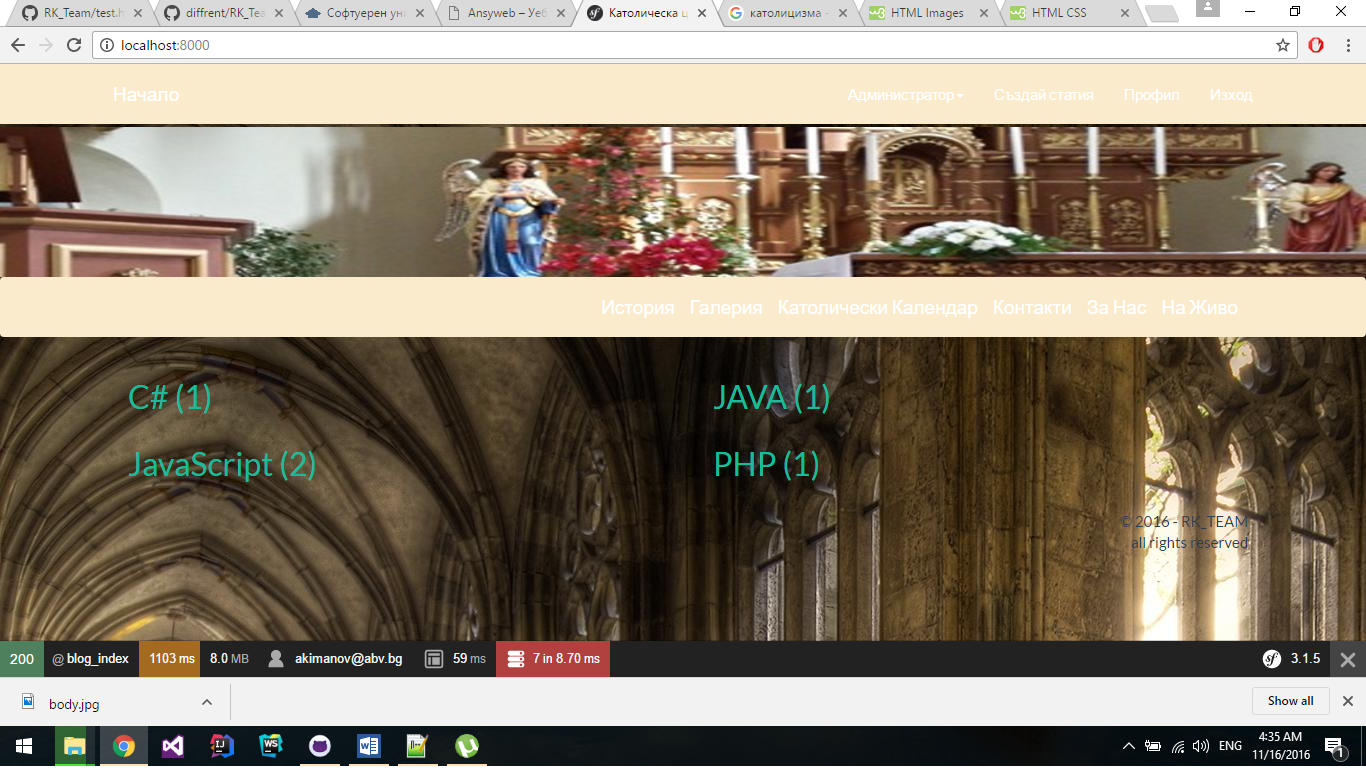 RK_Team/test.h
diffrent/RK_Tea
Софтуерен уни
Ansyweb – Уеб
Католическа ц
католицизма -
HTML Images
HTML CSS
localhost:8000
Начало
Администратор
Създай статия
Профил
Изход
История
Галерия
Католически Календар
Контакти
За Нас
На Живо
C# (1)
JAVA (1)
JavaScript (2)
PHP (1)
© 2016 - RK_TEAM
all rights reserved
200
@ blog_index
1103 ms
8.0 MB
akimanov@abv.bg
59 ms
7 in 8.70 ms
3.1.5
body.jpg
Show all
ENG
4:35 AM
11/16/2016